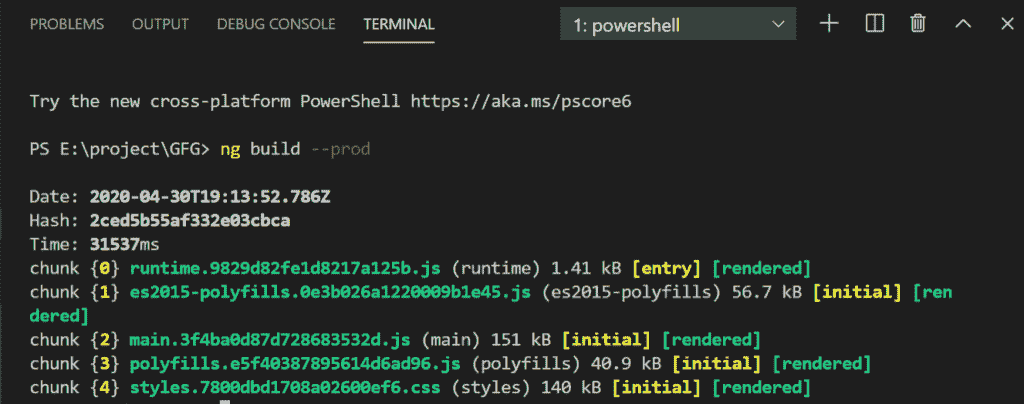 PROBLEMS OUTPUT DEBUG CONSOLE TERMINAL 1: powershell
Try the new cross-platform PowerShell https://aka.ms/pscore6
PS E:\project\GFG> ng build --prod
Date: 2020-04-30T19:13:52.786Z
Hash: 2ced5b55af332e03cbca
Time: 31537ms
chunk {0} runtime.9829d82fe1d8217a125b.js (runtime) 1.41 kB [entry] [rendered]
chunk {1} es2015-polyfills.0e3b026a1220009b1e45.js (es2015-polyfills) 56.7 kB [initial] [ren
dered]
chunk {2} main.3f4ba0d87d728683532d.js (main) 151 kB [initial] [rendered]
chunk {3} polyfills.e5f40387895614d6ad96.js (polyfills) 40.9 kB [initial] [rendered]
chunk {4} styles.7800dbd1708a02600ef6.css (styles) 140 kB [initial] [rendered]